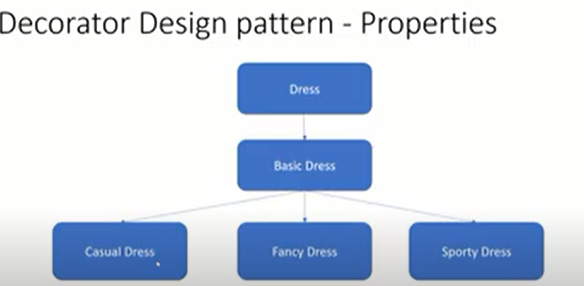 Decorator Design pattern - Properties
Dress
Basic Dress
Casual Dress
Fancy Dress
Sporty Dress